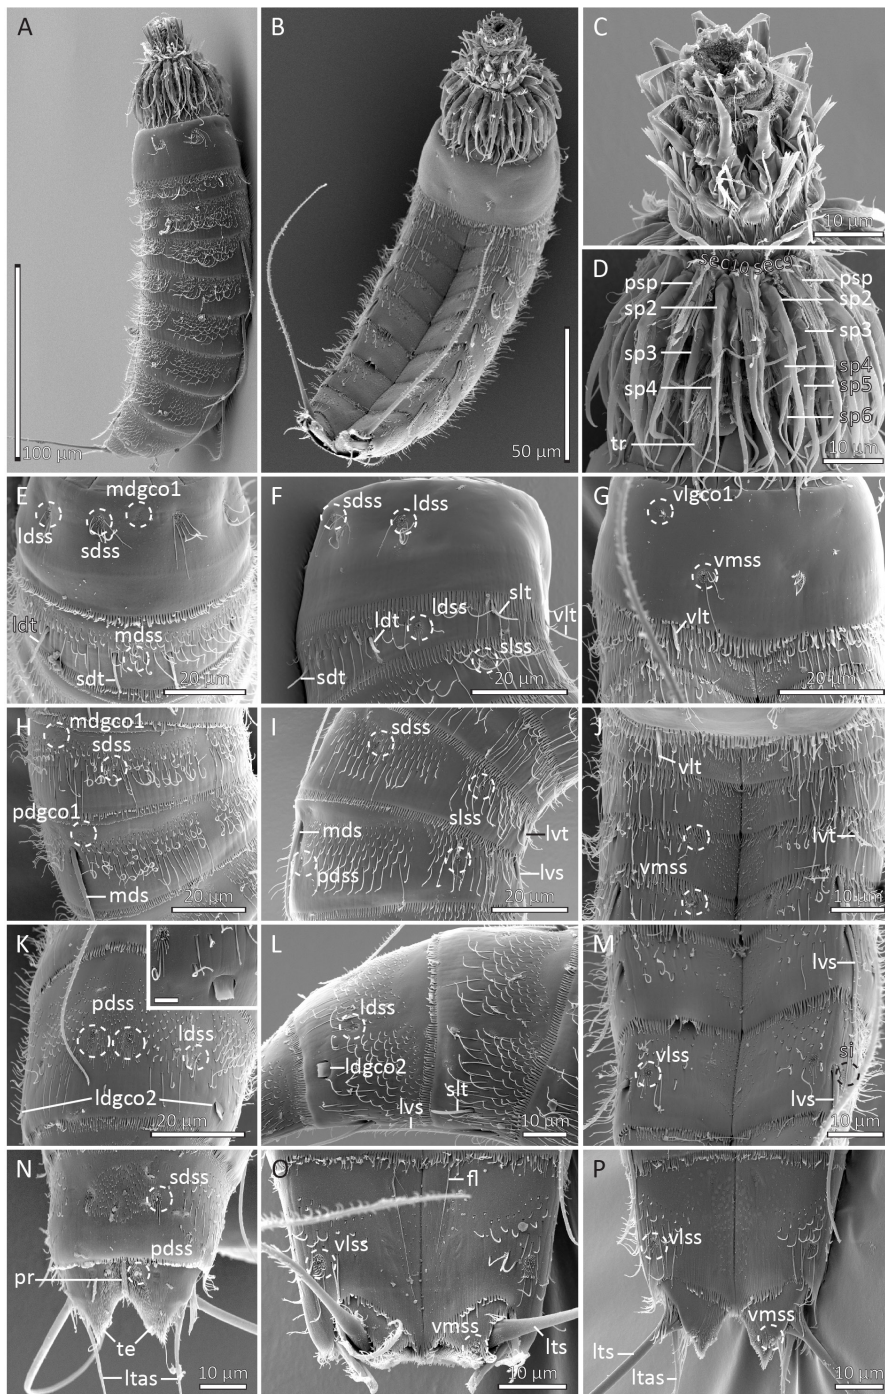 A
100 µm
B
50 µm
C
10 µm
D
sec10 sec9
psp
psp
sp2
sp2
sp3
sp3
sp4
sp4
sp5
sp6
tr
10 µm
E
mdgco1
ldss
sdss
ldt
mdss
sdt
20 µm
F
sdss
ldss
ldss
slt
ldt
vlt
slss
sdt
20 µm
G
vlgco1
vmss
vlt
20 µm
H
mdgco1
sdss
pdgco1
mds
20 µm
I
sdss
slss
mds
lvt
pdss
lvs
20 µm
J
vlt
lvt
vmss
10 µm
K
pdss
ldss
ldgco2
20 µm
L
ldss
ldgco2
slt
lvs
10 µm
M
lvs
vlss
si
lvs
10 µm
N
sdss
pdss
pr
te
ltas
10 µm
O
fl
vlss
vmss
lts
10 µm
P
vlss
vmss
lts
ltas
10 µm